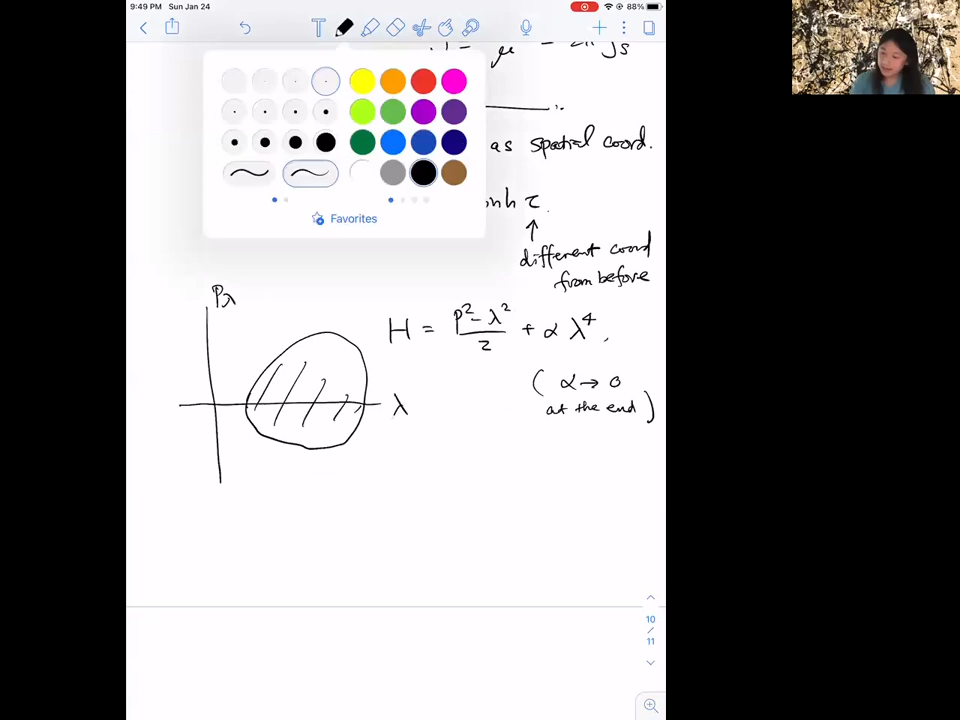 9:49 PM Sun Jan 24
88%
T
as spatial coord.
τ.
↑
different coord
from before
Pλ
H = P² - λ² / 2 + α λ⁴,
( α → 0
at the end )
λ
Favorites
10
/
11